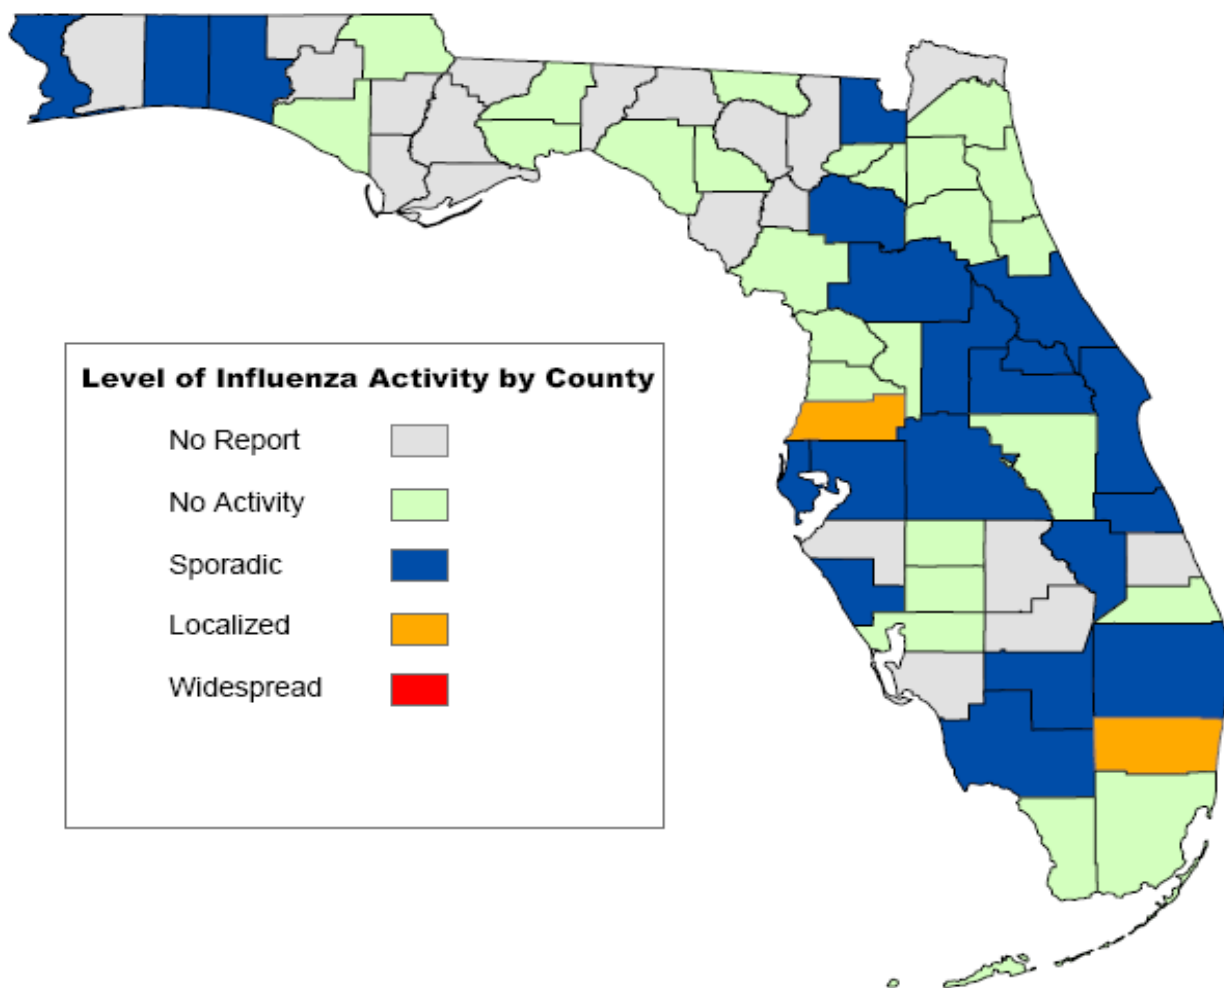 Level of Influenza Activity by County
No Report
No Activity
Sporadic
Localized
Widespread